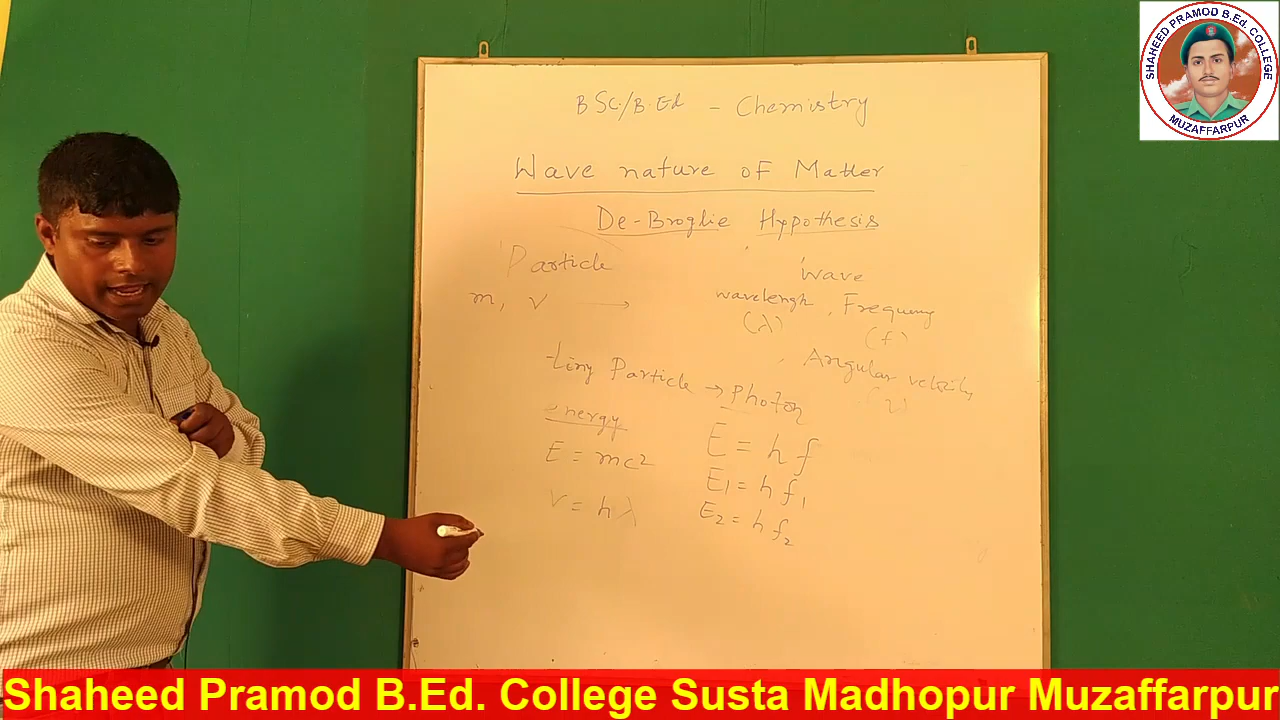 SHAHEED PRAMOD B.Ed. COLLEGE
MUZAFFARPUR
B Sc./B.Ed - Chemistry
Wave nature of Matter
De-Broglie Hypothesis
Particle
Wave
m, v →
wavelength, Frequency
(λ) (f)
Angular velocity
tiny Particle → Photon
energy
E = mc²
E = hf
E₁ = hf₁
V = hλ
E₂ = hf₂
Shaheed Pramod B.Ed. College Susta Madhopur Muzaffarpur